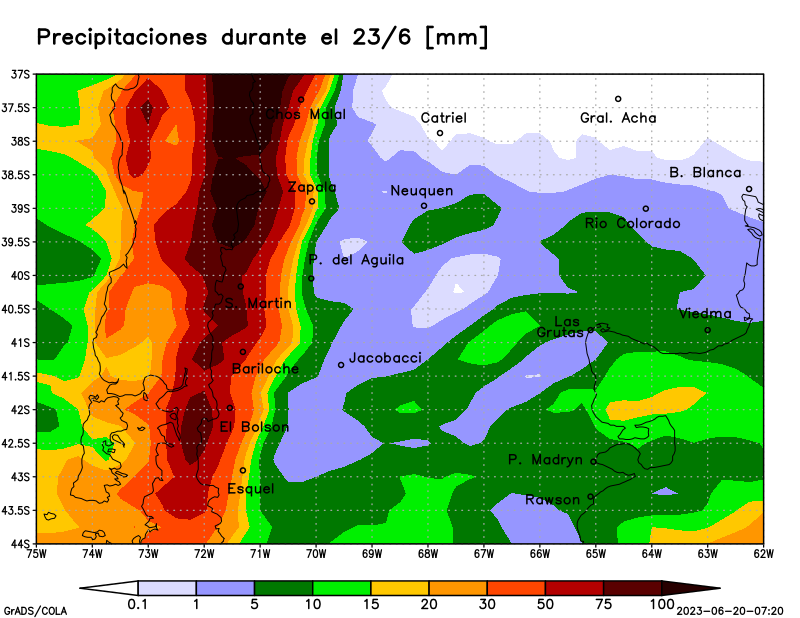 Precipitaciones durante el 23/6 [mm]
37S
37.5S
Chos Malal
Catriel
Gral. Acha
38S
38.5S
Zapala
Neuquen
B. Blanca
39S
Rio Colorado
39.5S
P. del Aguila
40S
S. Martin
40.5S
Viedma
Las
Grutas
41S
Bariloche
Jacobacci
41.5S
42S
El Bolson
42.5S
P. Madryn
43S
Esquel
Rawson
43.5S
44S
75W 74W 73W 72W 71W 70W 69W 68W 67W 66W 65W 64W 63W 62W
0.1 1 5 10 15 20 30 50 75 100
GrADS/COLA
2023-06-20-07:20